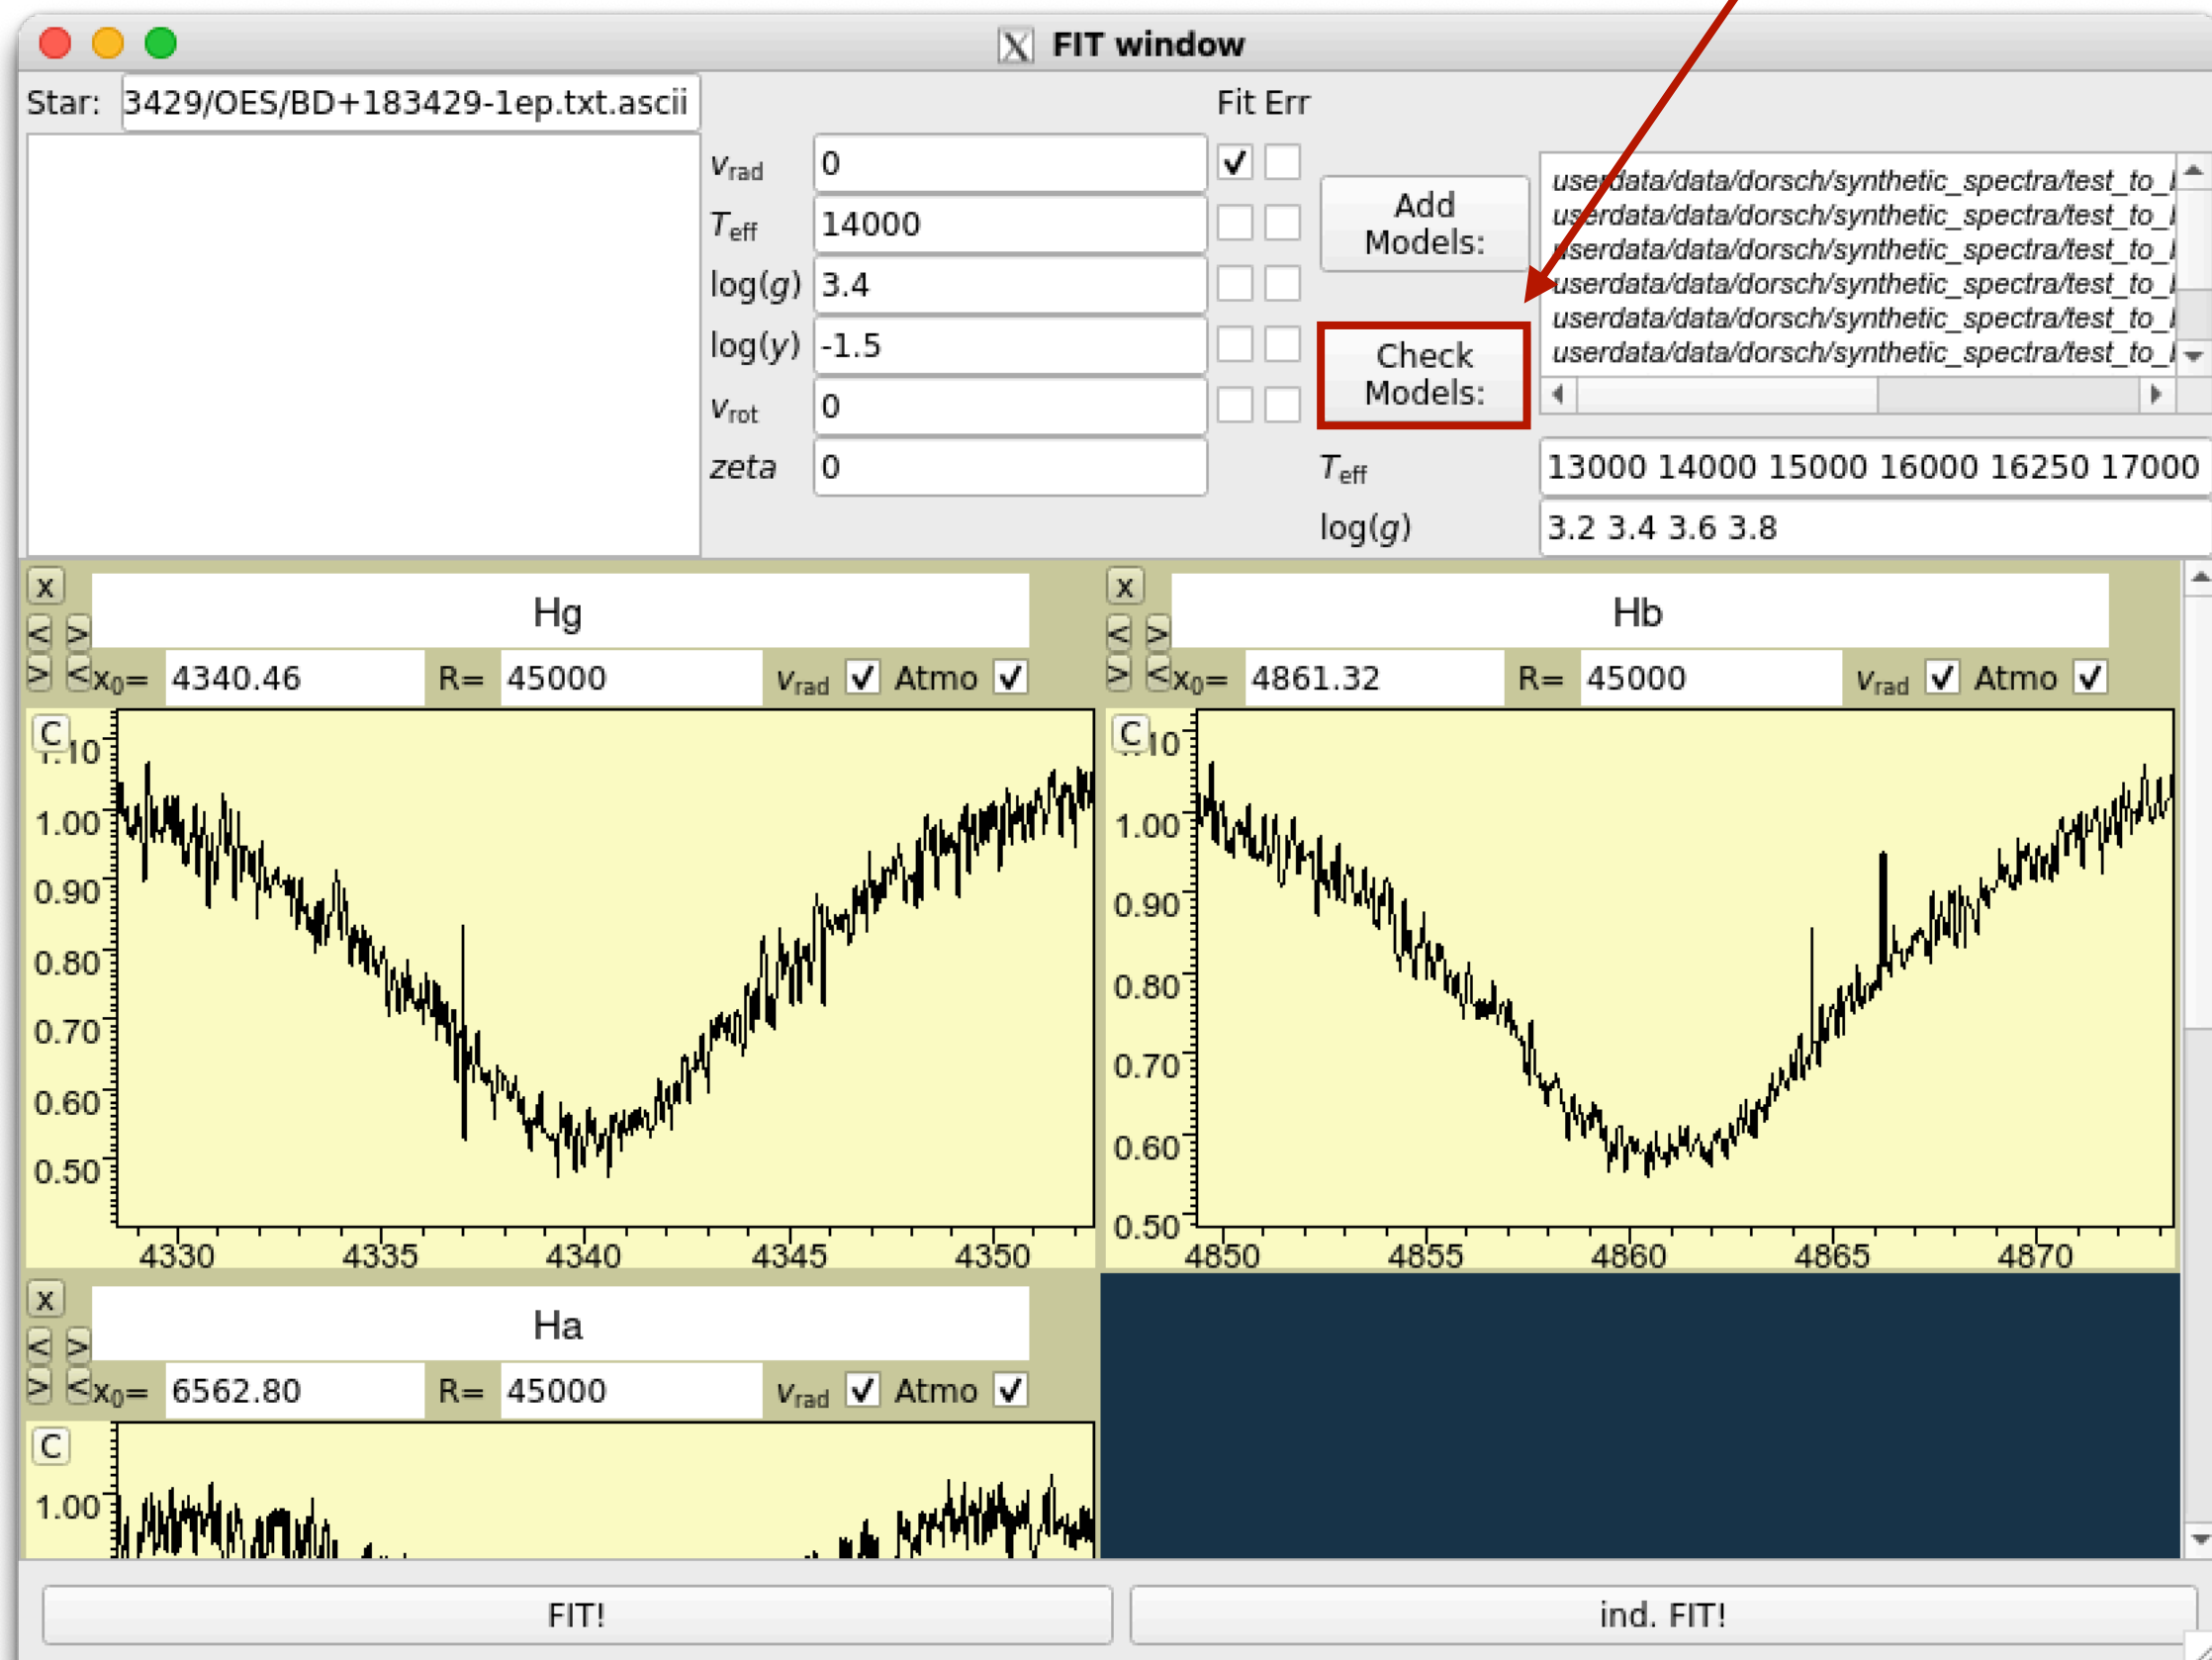 FIT window
Star: 3429/OES/BD+183429-1ep.txt.ascii
Fit Err
vrad 0
Teff 14000
log(g) 3.4
log(y) -1.5
vrot 0
zeta 0
Add
Models:
userdata/data/dorsch/synthetic_spectra/test_to_
userdata/data/dorsch/synthetic_spectra/test_to_
userdata/data/dorsch/synthetic_spectra/test_to_
userdata/data/dorsch/synthetic_spectra/test_to_
userdata/data/dorsch/synthetic_spectra/test_to_
userdata/data/dorsch/synthetic_spectra/test_to_
Check
Models:
Teff 13000 14000 15000 16000 16250 17000
log(g) 3.2 3.4 3.6 3.8
x
Hg
< >
> <
x0= 4340.46 R= 45000 vrad Atmo
C
1.00
0.90
0.80
0.70
0.60
0.50
4330 4335 4340 4345 4350
x
Hb
< >
> <
x0= 4861.32 R= 45000 vrad Atmo
C
1.00
0.90
0.80
0.70
0.60
0.50
4850 4855 4860 4865 4870
x
Ha
< >
> <
x0= 6562.80 R= 45000 vrad Atmo
C
1.00
FIT!
ind. FIT!